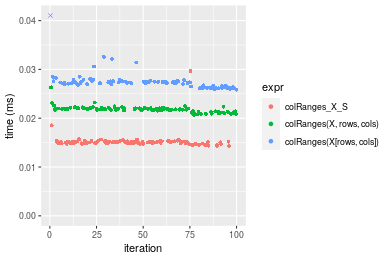 0.04
0.03
0.02
0.01
0.00
time (ms)
0
25
50
75
100
iteration
expr
colRanges_X_S
colRanges(X, rows, cols)
colRanges(X[rows, cols])